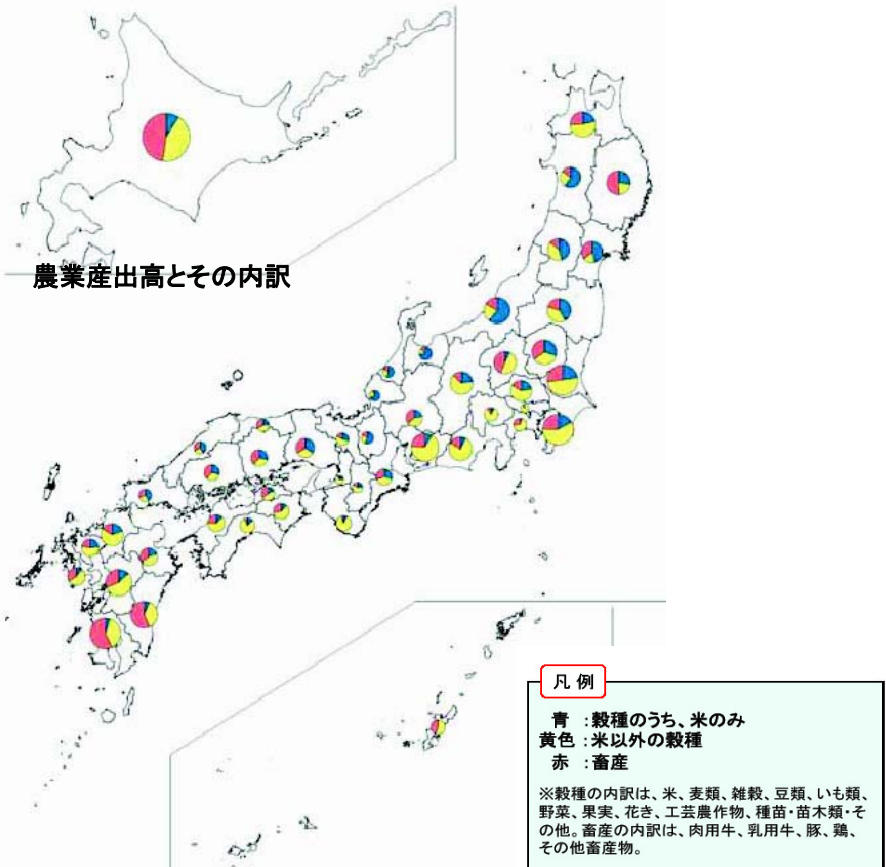 農業産出高とその内訳
凡 例
青 :穀種のうち、米のみ
黄色 :米以外の穀種
赤 :畜産
※穀種の内訳は、米、麦類、雑穀、豆類、いも類、
野菜、果実、花き、工芸農作物、種苗・苗木類・そ
の他。畜産の内訳は、肉用牛、乳用牛、豚、鶏、
その他畜産物。